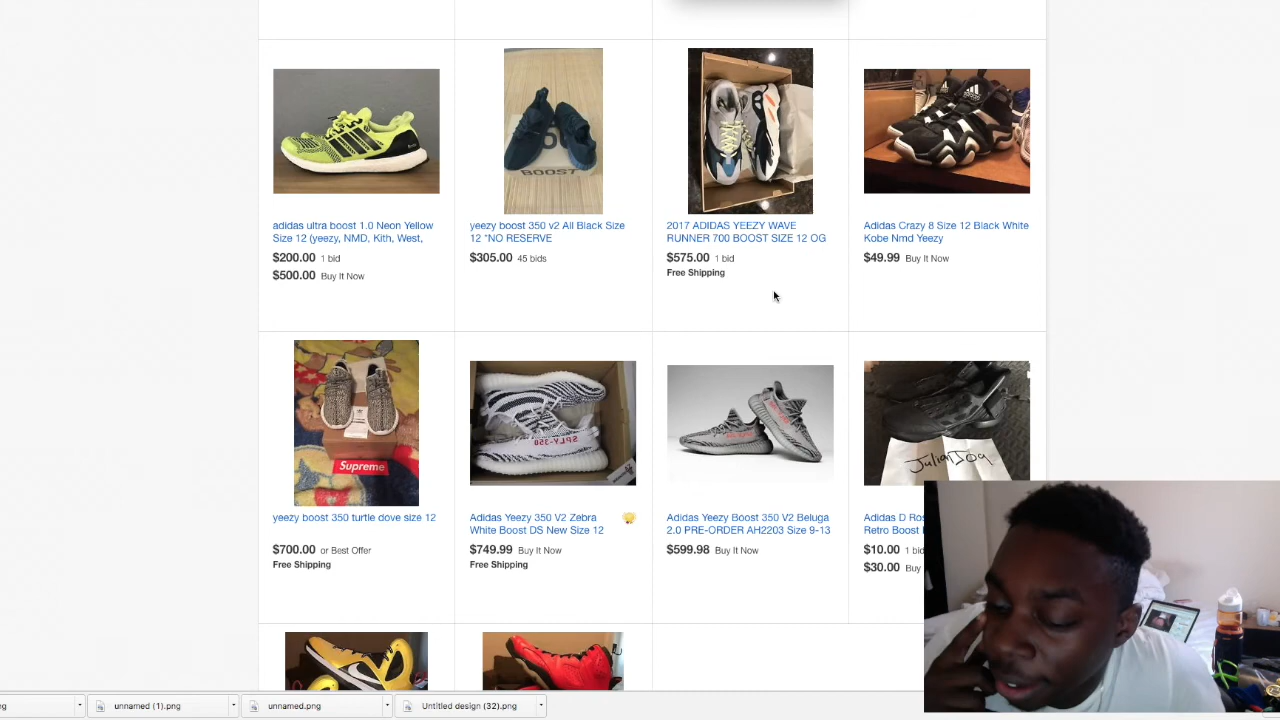 BOOST
adidas ultra boost 1.0 Neon Yellow
Size 12 (yeezy, NMD, Kith, West,
$200.00 1 bid
$500.00 Buy It Now
yeezy boost 350 v2 All Black Size
12 *NO RESERVE
$305.00 45 bids
2017 ADIDAS YEEZY WAVE
RUNNER 700 BOOST SIZE 12 OG
$575.00 1 bid
Free Shipping
Adidas Crazy 8 Size 12 Black White
Kobe Nmd Yeezy
$49.99 Buy It Now
Supreme
SPLY-350
JulianJoa
yeezy boost 350 turtle dove size 12
$700.00 or Best Offer
Free Shipping
Adidas Yeezy 350 V2 Zebra
White Boost DS New Size 12
$749.99 Buy It Now
Free Shipping
Adidas Yeezy Boost 350 V2 Beluga
2.0 PRE-ORDER AH2203 Size 9-13
$599.98 Buy It Now
Adidas D Ros
Retro Boost
$10.00 1 bid
$30.00 Buy
unnamed (1).png
unnamed.png
Untitled design (32).png